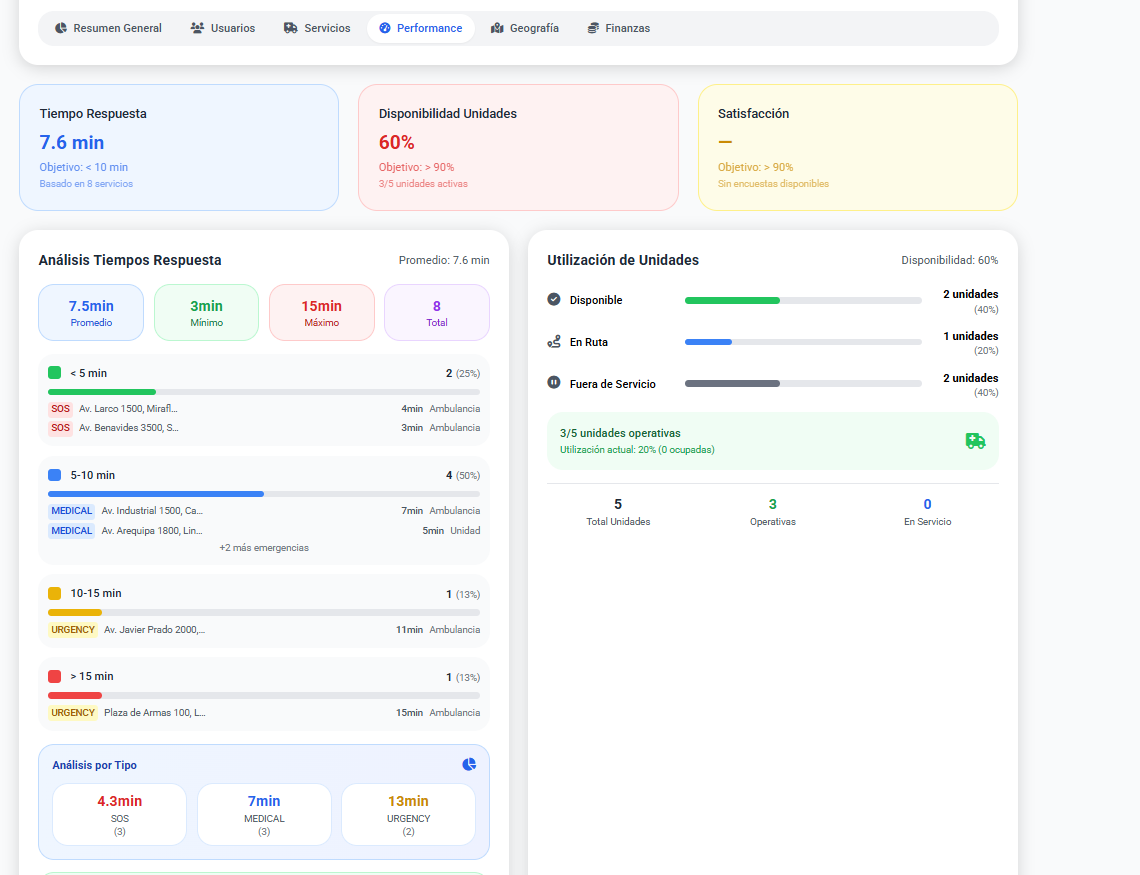 Resumen General Usuarios Servicios Performance Geografía Finanzas
Tiempo Respuesta
7.6 min
Objetivo: < 10 min
Basado en 8 servicios
Disponibilidad Unidades
60%
Objetivo: > 90%
3/5 unidades activas
Satisfacción
—
Objetivo: > 90%
Sin encuestas disponibles
Análisis Tiempos Respuesta Promedio: 7.6 min
7.5min 3min 15min 8
Promedio Mínimo Máximo Total
< 5 min 2 (25%)
SOS Av. Larco 1500, Mirafl... 4min Ambulancia
SOS Av. Benavides 3500, S... 3min Ambulancia
5-10 min 4 (50%)
MEDICAL Av. Industrial 1500, Ca... 7min Ambulancia
MEDICAL Av. Arequipa 1800, Lin... 5min Unidad
+2 más emergencias
10-15 min 1 (13%)
URGENCY Av. Javier Prado 2000,... 11min Ambulancia
> 15 min 1 (13%)
URGENCY Plaza de Armas 100, L... 15min Ambulancia
Análisis por Tipo
4.3min 7min 13min
SOS MEDICAL URGENCY
(3) (3) (2)
Utilización de Unidades Disponibilidad: 60%
Disponible 2 unidades
(40%)
En Ruta 1 unidades
(20%)
Fuera de Servicio 2 unidades
(40%)
3/5 unidades operativas
Utilización actual: 20% (0 ocupadas)
5 3 0
Total Unidades Operativas En Servicio